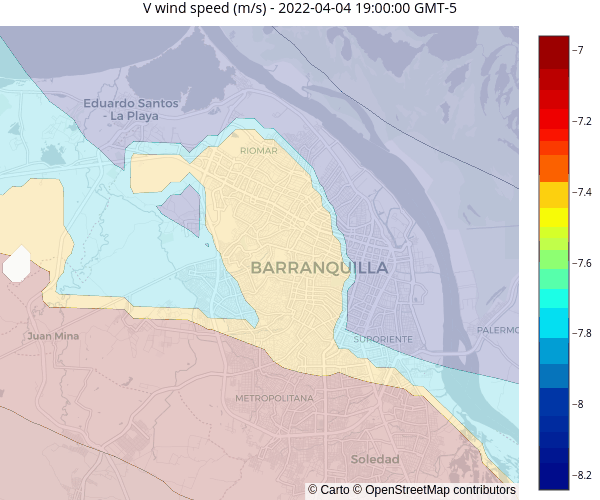 V wind speed (m/s) - 2022-04-04 19:00:00 GMT-5
Eduardo Santos
- La Playa
RIOMAR
BARRANQUILLA
SURORIENTE
PALERMO
Juan Mina
METROPOLITANA
Soledad
© Carto © OpenStreetMap contributors
−7
−7.2
−7.4
−7.6
−7.8
−8
−8.2